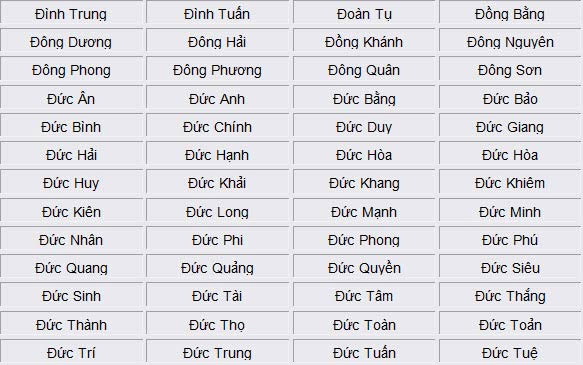 Đình Trung Đình Tuấn Đoàn Tụ Đồng Bằng
Đông Dương Đông Hải Đồng Khánh Đông Nguyên
Đông Phong Đông Phương Đông Quân Đông Sơn
Đức Ân Đức Anh Đức Bằng Đức Bảo
Đức Bình Đức Chính Đức Duy Đức Giang
Đức Hải Đức Hạnh Đức Hòa Đức Hòa
Đức Huy Đức Khải Đức Khang Đức Khiêm
Đức Kiên Đức Long Đức Mạnh Đức Minh
Đức Nhân Đức Phi Đức Phong Đức Phú
Đức Quang Đức Quảng Đức Quyền Đức Siêu
Đức Sinh Đức Tài Đức Tâm Đức Thắng
Đức Thành Đức Thọ Đức Toàn Đức Toản
Đức Trí Đức Trung Đức Tuấn Đức Tuệ